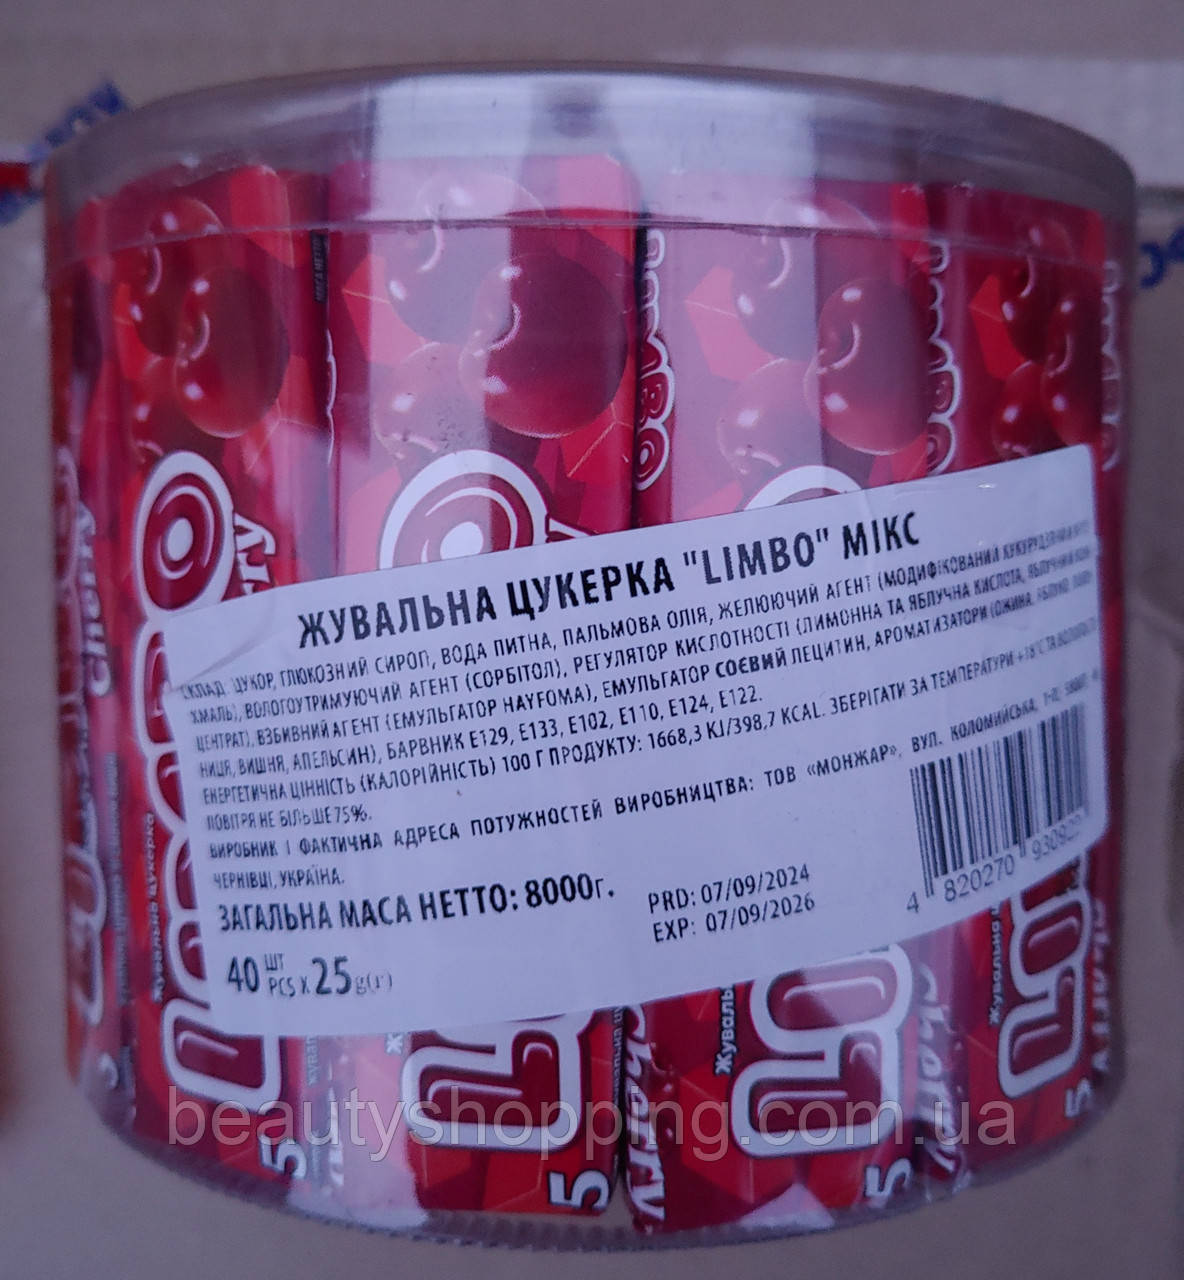 ЖУВАЛЬНА ЦУКЕРКА "LIMBO" МІКС
СКЛАД: ЦУКОР, ГЛЮКОЗНИЙ СИРОП, ВОДА ПИТНА, ПАЛЬМОВА ОЛІЯ, ЖЕЛЮЮЧИЙ АГЕНТ (МОДИФІКОВАНИЙ КУКУРУДЗЯНИЙ
ХМАЛЬ), ВОЛОГОУТРИМУЮЧИЙ АГЕНТ (СОРБІТОЛ), РЕГУЛЯТОР КИСЛОТНОСТІ (ЛИМОННА ТА ЯБЛУЧНА КИСЛОТА, ЯБЛУЧНИЙ
ЦЕНТРАТ), ВЗБИВНИЙ АГЕНТ (ЕМУЛЬГАТОР HAYFOMA), ЕМУЛЬГАТОР СОЄВИЙ ЛЕЦИТИН, АРОМАТИЗАТОРИ (ОЖИНА, ЯБЛУКО,
НИЦЯ, ВИШНЯ, АПЕЛЬСИН), БАРВНИК Е129, Е133, Е102, Е110, Е124, Е122.
ЕНЕРГЕТИЧНА ЦІННІСТЬ (КАЛОРІЙНІСТЬ) 100 Г ПРОДУКТУ: 1668,3 KJ/398,7 KCAL. ЗБЕРІГАТИ ЗА ТЕМПЕРАТУРИ +18°С ТА
ПОВІТРЯ НЕ БІЛЬШЕ 75%.
ВИРОБНИК І ФАКТИЧНА АДРЕСА ПОТУЖНОСТЕЙ ВИРОБНИЦТВА: ТОВ «МОНЖАР», ВУЛ. КОЛОМИЙСЬКА,
ЧЕРНІВЦІ, УКРАЇНА.
ЗАГАЛЬНА МАСА НЕТТО: 8000г.
PRD: 07/09/2024
EXP: 07/09/2026
40 ШТ PCS x 25 g(г)
4 820270 930922
Жувальна цукерка
cherry
beautyshopping.com.ua